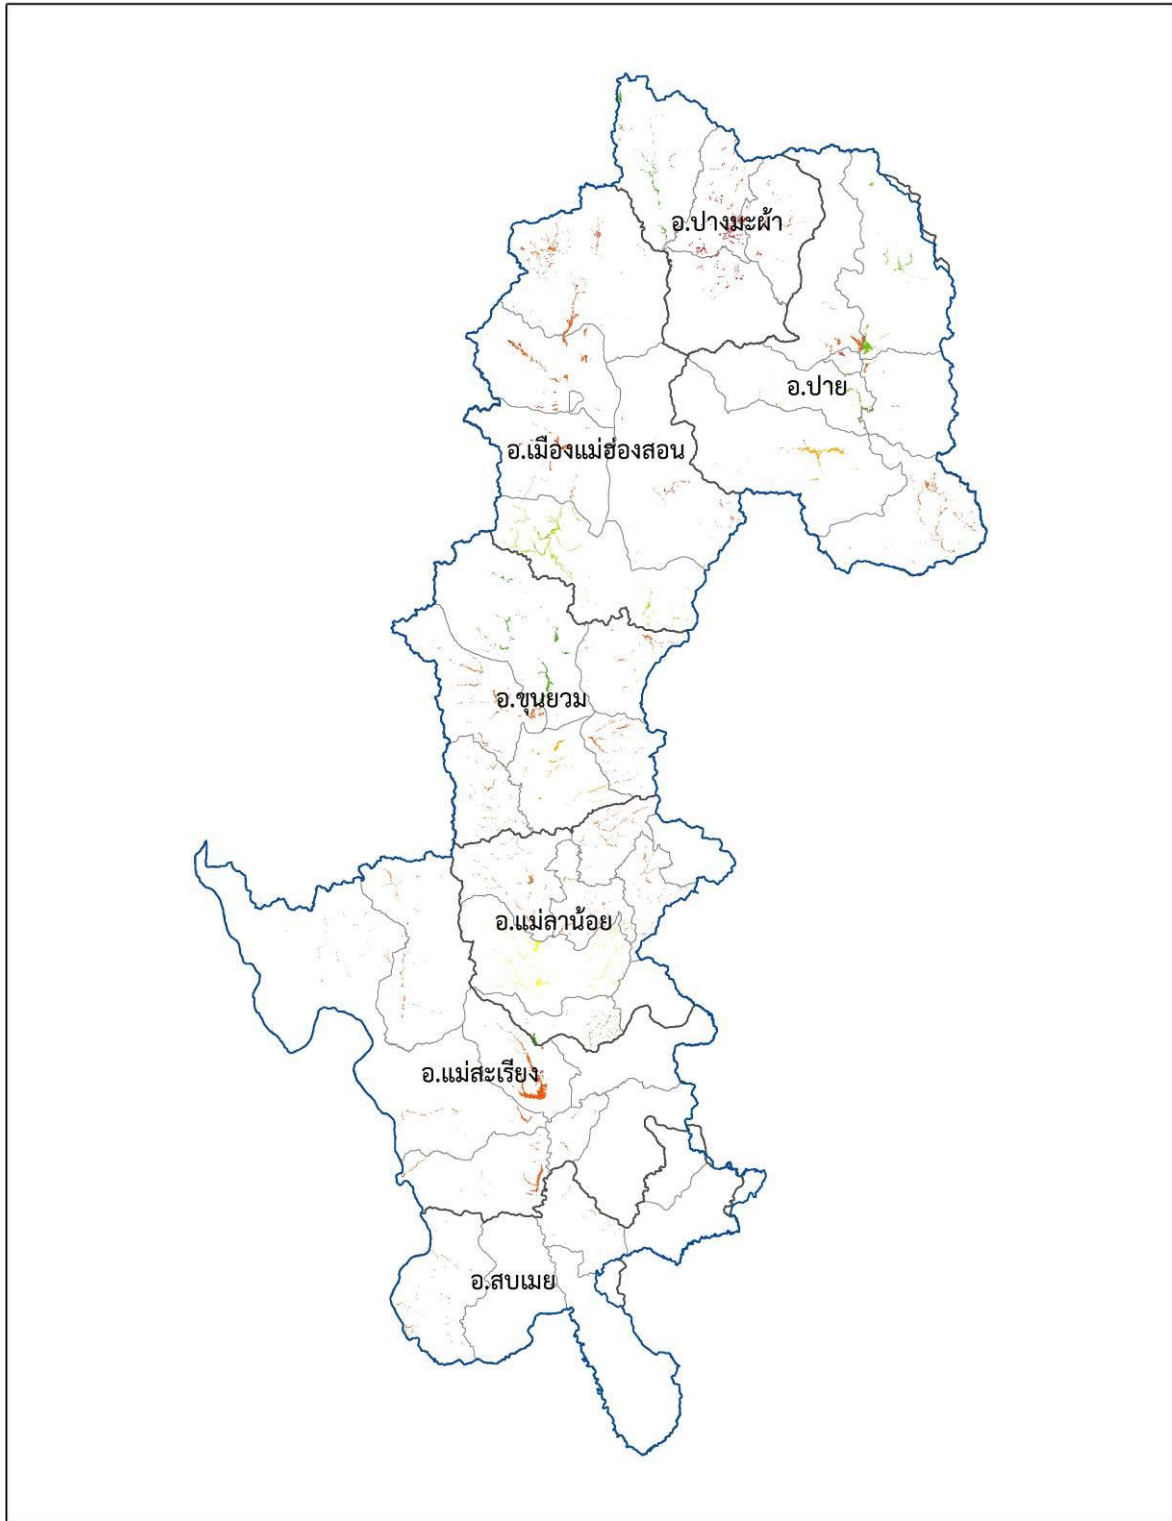 อ.ปางมะผ้า
อ.ปาย
อ.เมืองแม่ฮ่องสอน
อ.ขุนยวม
อ.แม่ลาน้อย
อ.แม่สะเรียง
อ.สบเมย